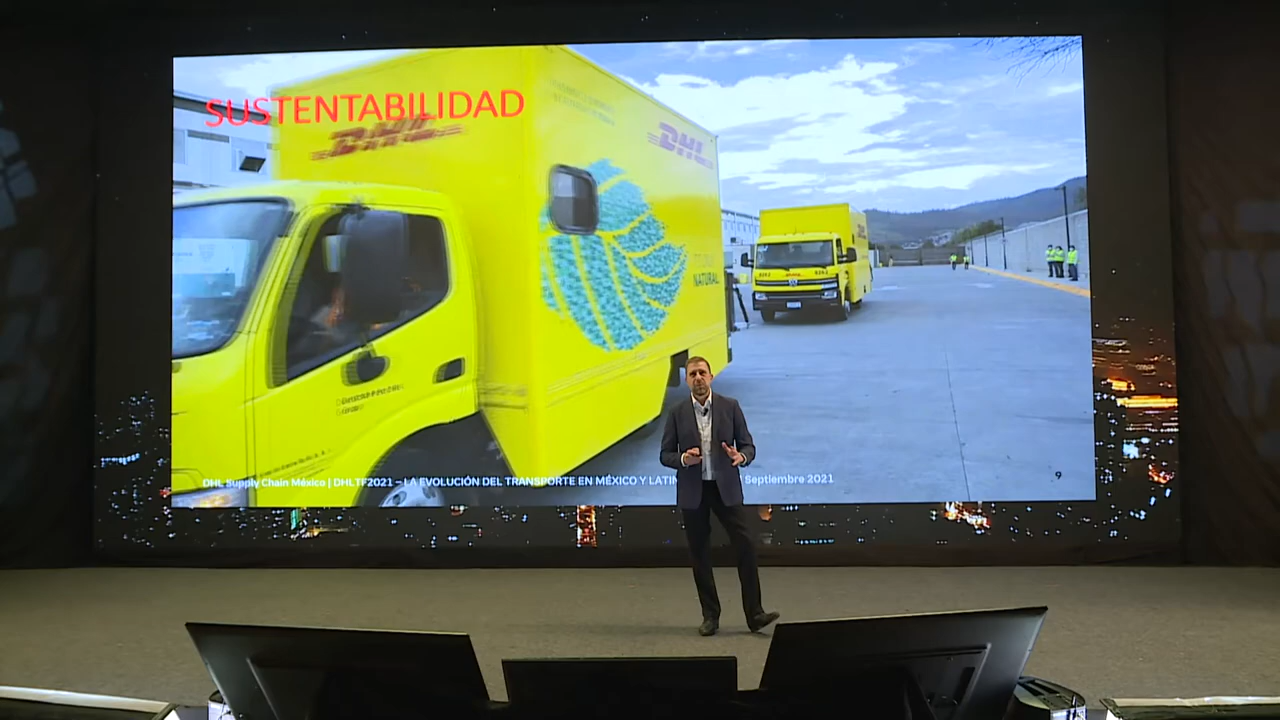 SUSTENTABILIDAD
DHL
DHL
NATURAL
DHL Supply Chain México | DHLTF2021 – LA EVOLUCIÓN DEL TRANSPORTE EN MÉXICO Y LATIN
Septiembre 2021
9